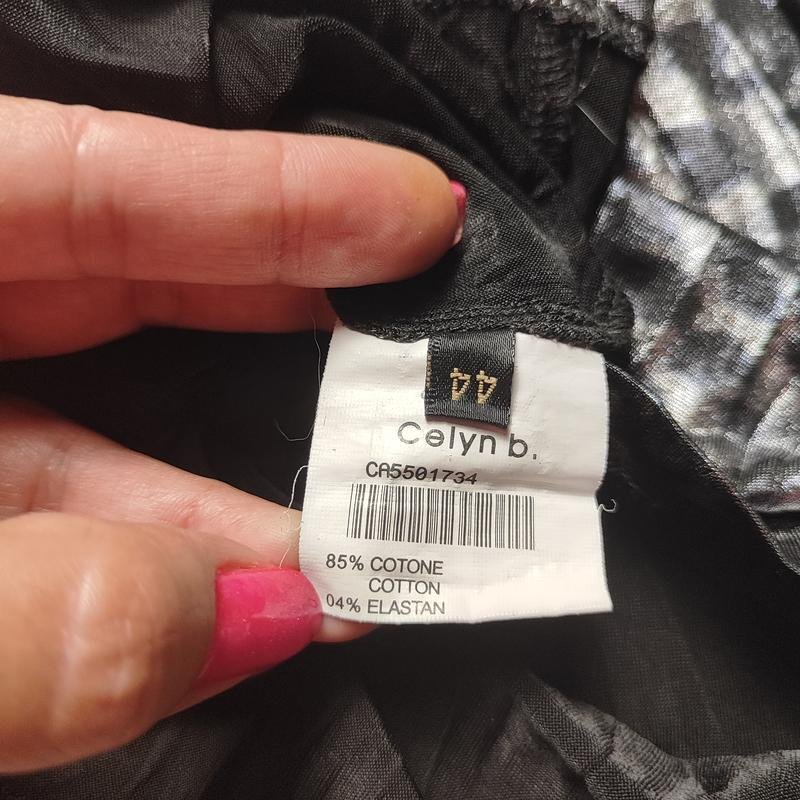 44
Celyn b.
CA5501734
85% COTONE
COTTON
04% ELASTAN